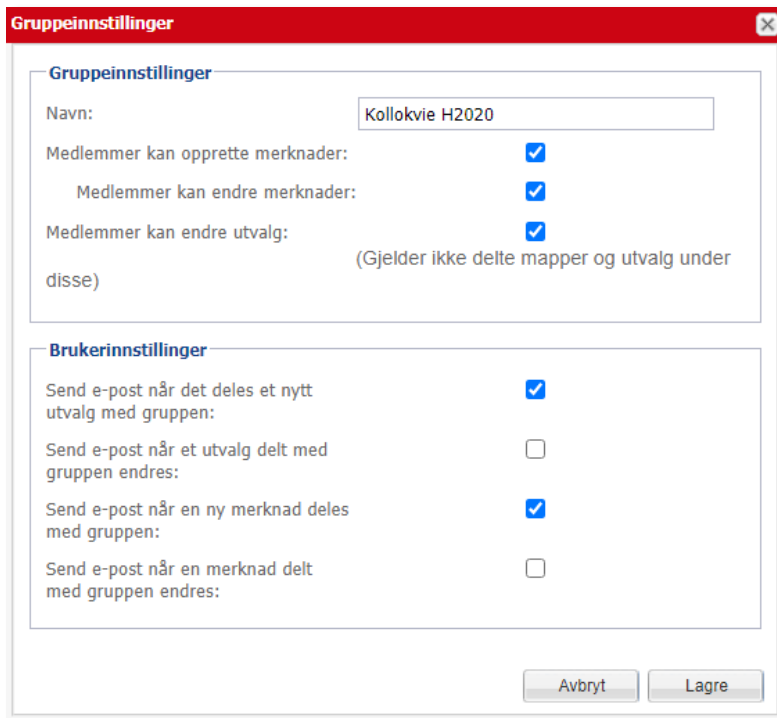 Gruppeinnstillinger
Gruppeinnstillinger
Navn:
Kollokvie H2020
Medlemmer kan opprette merknader:
Medlemmer kan endre merknader:
Medlemmer kan endre utvalg:
(Gjelder ikke delte mapper og utvalg under
disse)
Brukerinnstillinger
Send e-post når det deles et nytt
utvalg med gruppen:
Send e-post når et utvalg delt med
gruppen endres:
Send e-post når en ny merknad deles
med gruppen:
Send e-post når en merknad delt
med gruppen endres:
Avbryt
Lagre